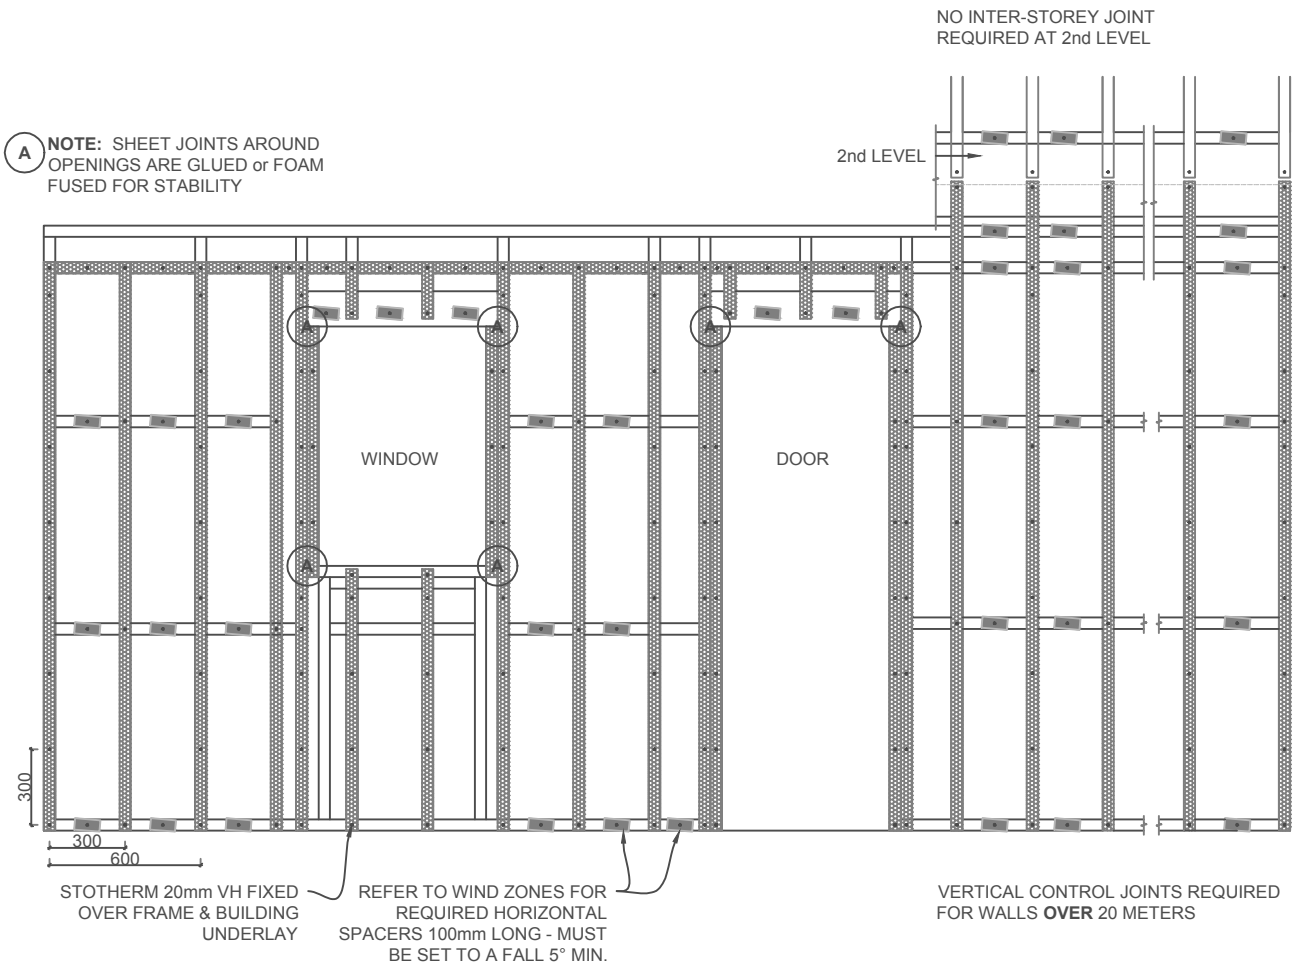 NO INTER-STOREY JOINT
REQUIRED AT 2nd LEVEL
A
NOTE: SHEET JOINTS AROUND
OPENINGS ARE GLUED or FOAM
FUSED FOR STABILITY
2nd LEVEL
A
A
A
A
WINDOW
DOOR
A
A
300
300
600
STOTHERM 20mm VH FIXED
OVER FRAME & BUILDING
UNDERLAY
REFER TO WIND ZONES FOR
REQUIRED HORIZONTAL
SPACERS 100mm LONG - MUST
BE SET TO A FALL 5° MIN.
VERTICAL CONTROL JOINTS REQUIRED
FOR WALLS OVER 20 METERS